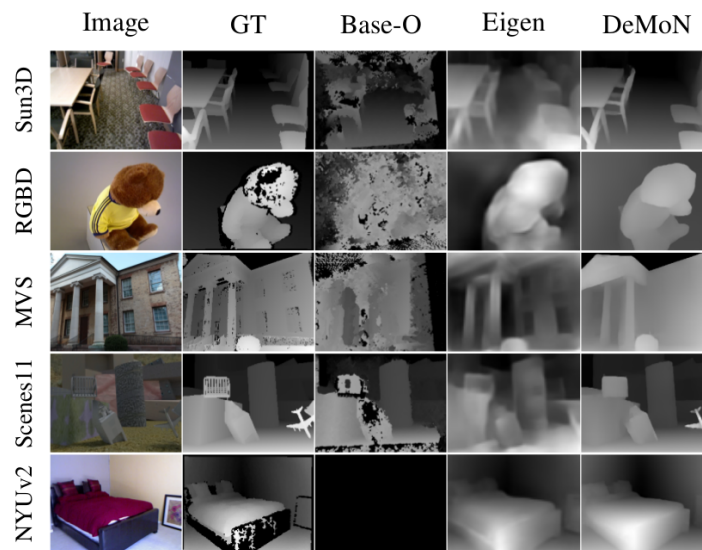 Image GT Base-O Eigen DeMoN
Sun3D
RGBD
MVS
Scenes11
NYUv2